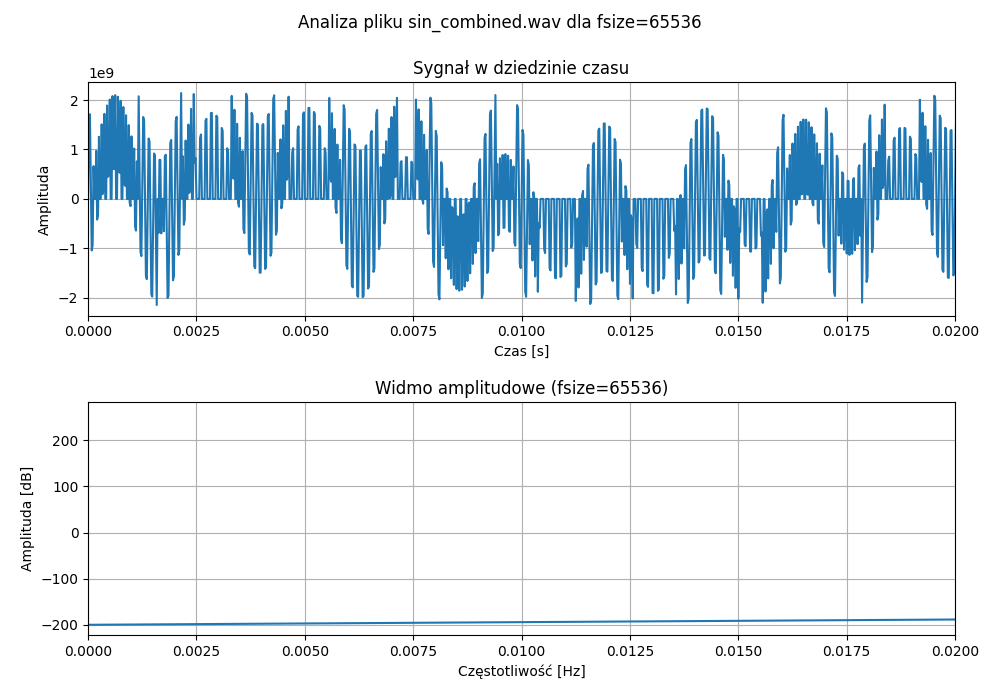 Analiza pliku sin_combined.wav dla fsize=65536
Sygnał w dziedzinie czasu
1e9
2
1
0
−1
−2
Amplituda
0.0000 0.0025 0.0050 0.0075 0.0100 0.0125 0.0150 0.0175 0.0200
Czas [s]
Widmo amplitudowe (fsize=65536)
200
100
0
−100
−200
Amplituda [dB]
0.0000 0.0025 0.0050 0.0075 0.0100 0.0125 0.0150 0.0175 0.0200
Częstotliwość [Hz]